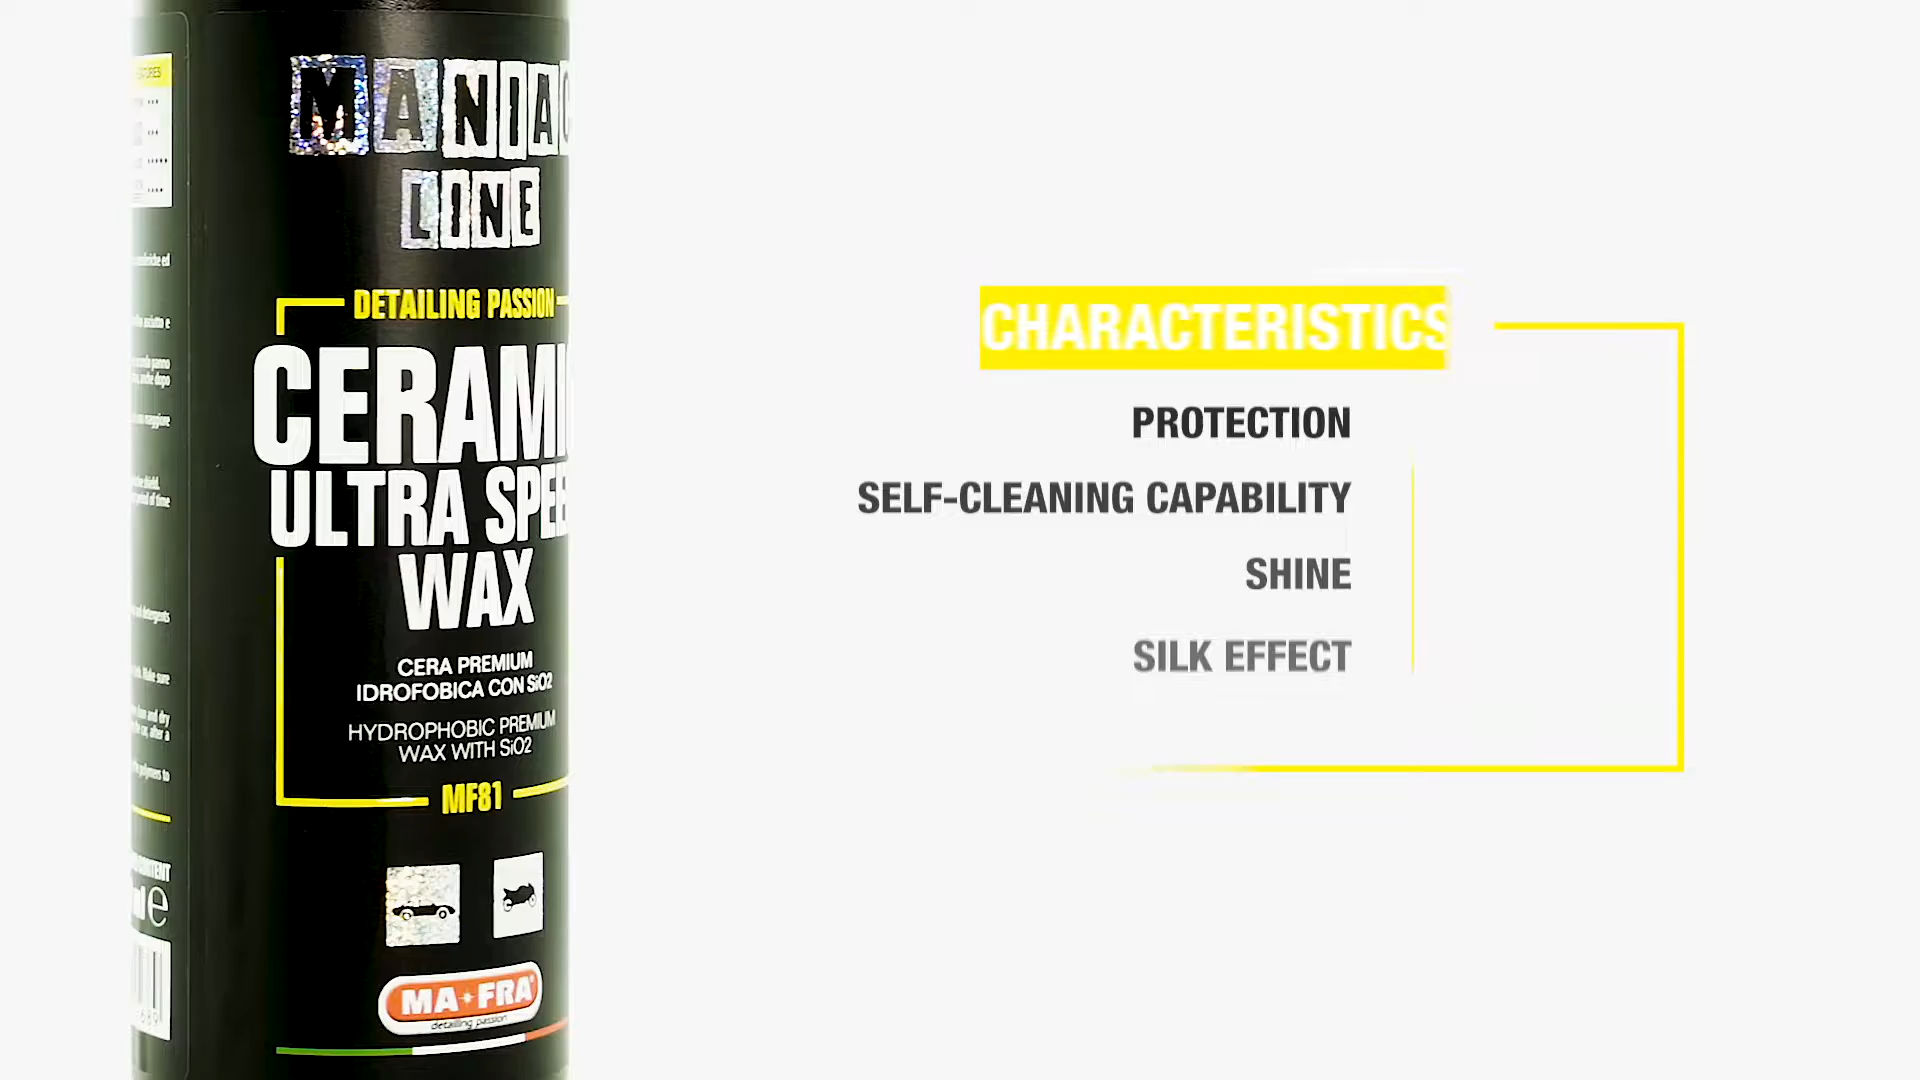 MANIAC
LINE
DETAILING PASSION
CERAMI
ULTRA SPEE
WAX
CERA PREMIUM
IDROFOBICA CON SiO2
HYDROPHOBIC PREMIUM
WAX WITH SiO2
MF81
MA-FRA
detailing passion
CHARACTERISTICS
PROTECTION
SELF-CLEANING CAPABILITY
SHINE
SILK EFFECT